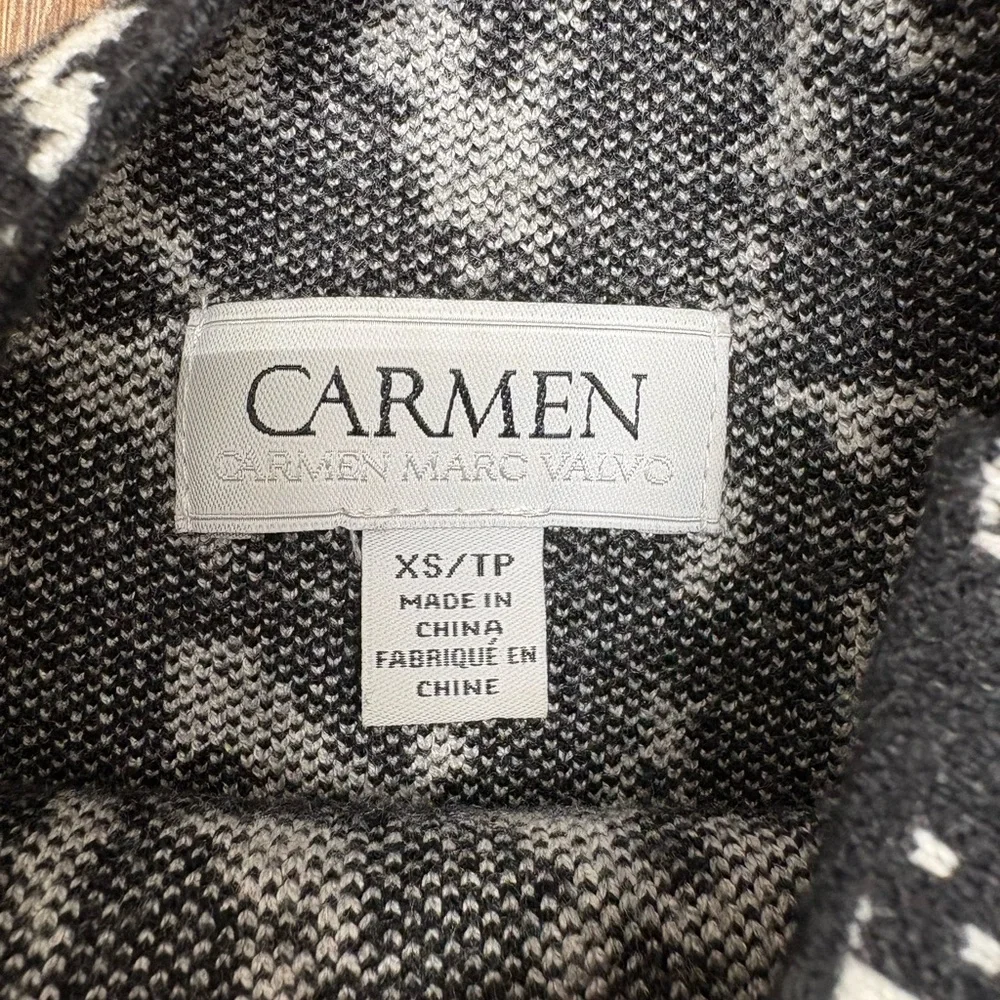 CARMEN
CARMEN MARC VALVO
XS/TP
MADE IN
CHINA
FABRIQUÉ EN
CHINE